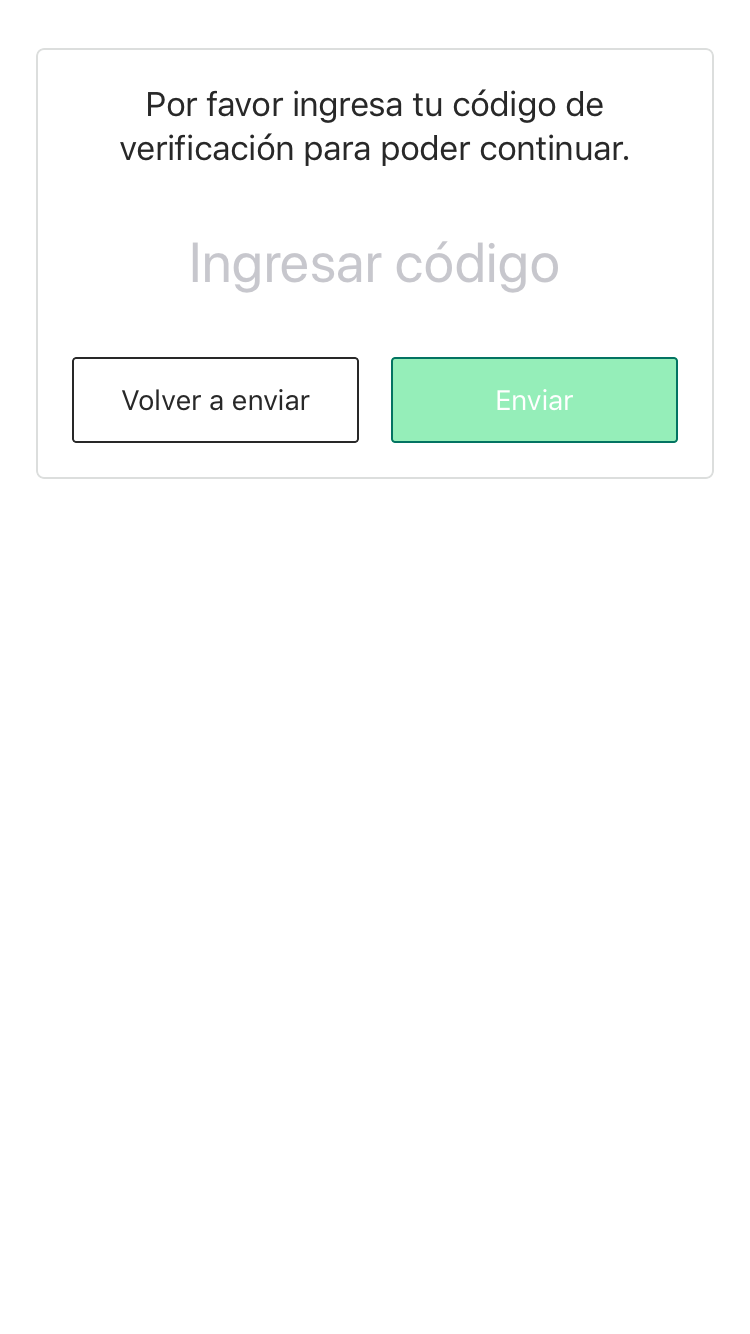 Por favor ingresa tu código de
verificación para poder continuar.
Ingresar código
Volver a enviar
Enviar